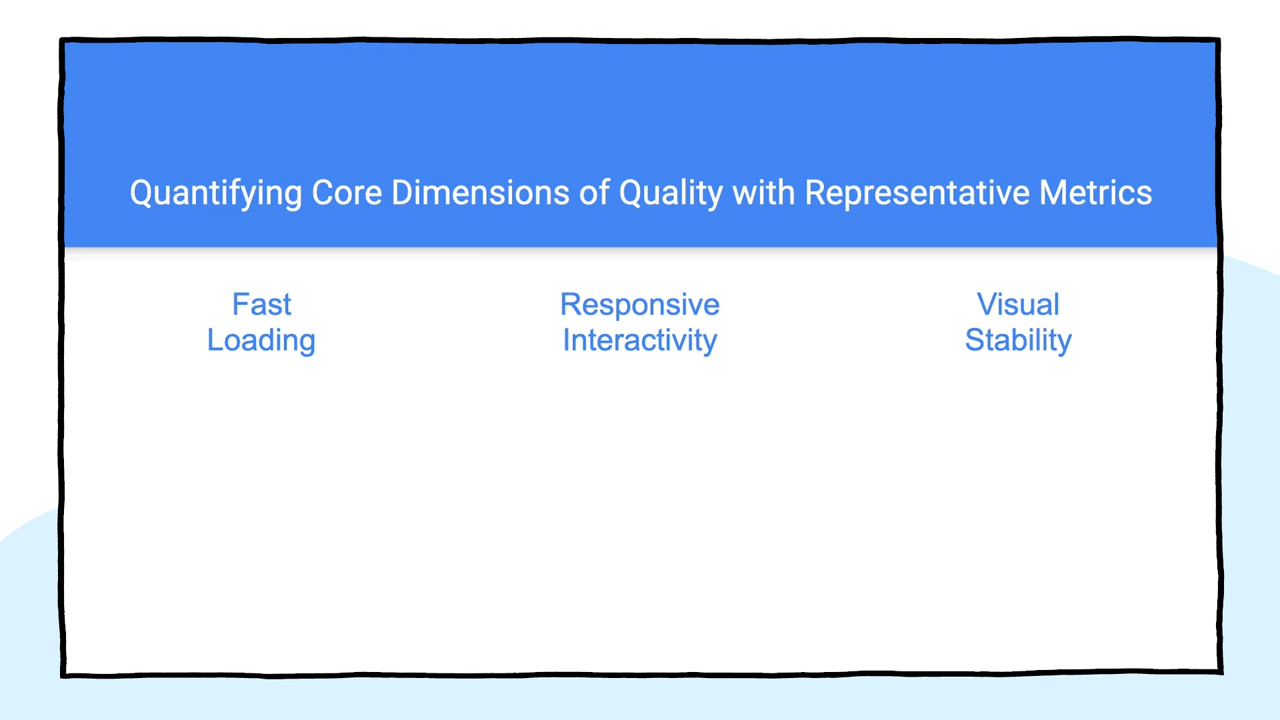 Quantifying Core Dimensions of Quality with Representative Metrics
Fast
Loading
Responsive
Interactivity
Visual
Stability